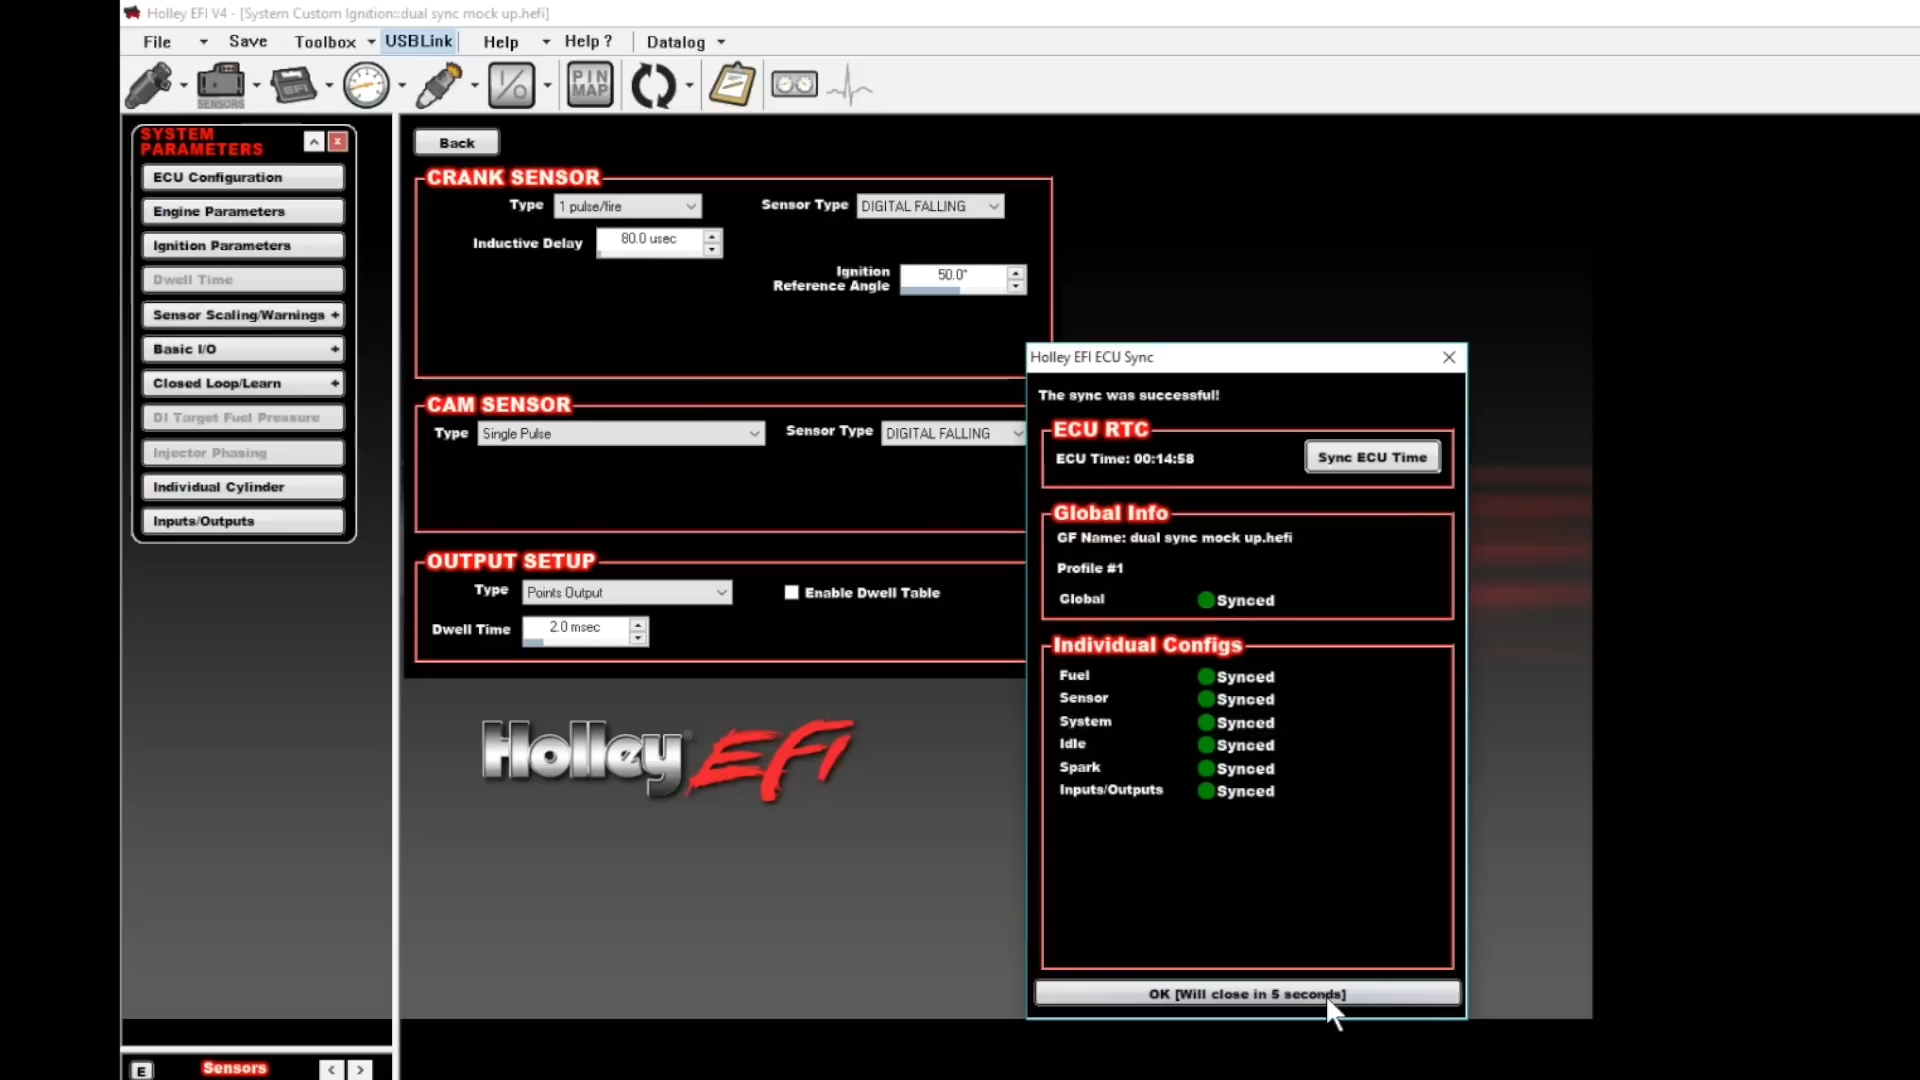 Holley EFI V4 - [System Custom Ignition::dual sync mock up.hefi]
File Save Toolbox USBLink Help Help ? Datalog
SENSORS EFI I/O PIN MAP
SYSTEM PARAMETERS
ECU Configuration
Engine Parameters
Ignition Parameters
Dwell Time
Sensor Scaling/Warnings +
Basic I/O +
Closed Loop/Learn +
DI Target Fuel Pressure
Injector Phasing
Individual Cylinder
Inputs/Outputs
E Sensors < >
Back
CRANK SENSOR
Type 1 pulse/fire Sensor Type DIGITAL FALLING
Inductive Delay 80.0 usec
Ignition Reference Angle 50.0°
CAM SENSOR
Type Single Pulse Sensor Type DIGITAL FALLING
OUTPUT SETUP
Type Points Output Enable Dwell Table
Dwell Time 2.0 msec
Holley EFI
Holley EFI ECU Sync
The sync was successful!
ECU RTC
ECU Time: 00:14:58 Sync ECU Time
Global Info
GF Name: dual sync mock up.hefi
Profile #1
Global Synced
Individual Configs
Fuel Synced
Sensor Synced
System Synced
Idle Synced
Spark Synced
Inputs/Outputs Synced
OK [Will close in 5 seconds]